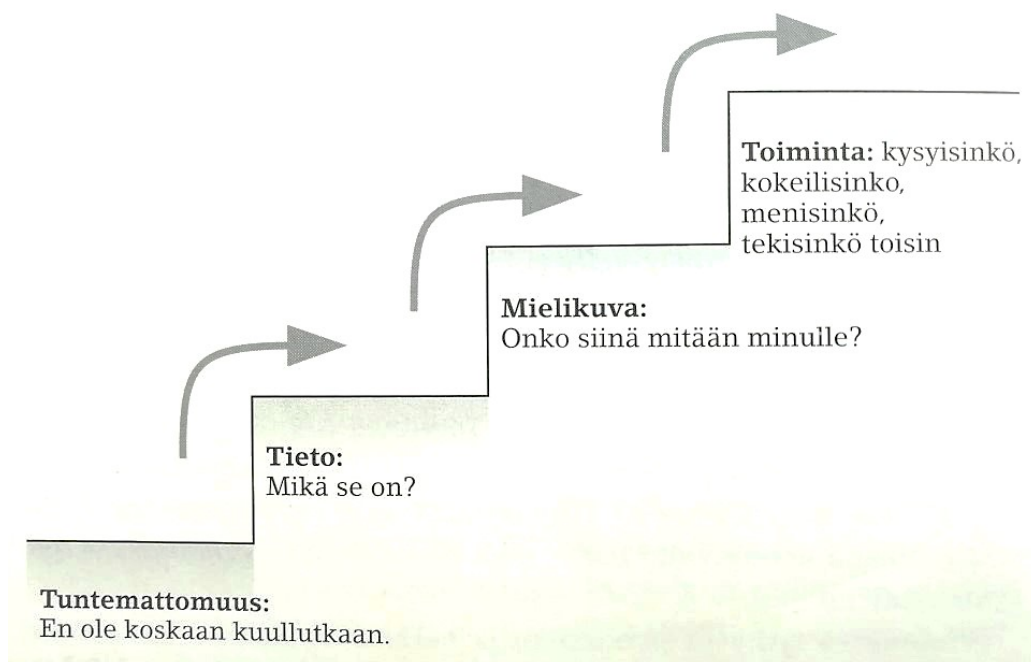 Toiminta: kysyisinkö,
kokeilisinko,
menisinkö,
tekisinkö toisin
Mielikuva:
Onko siinä mitään minulle?
Tieto:
Mikä se on?
Tuntemattomuus:
En ole koskaan kuullutkaan.